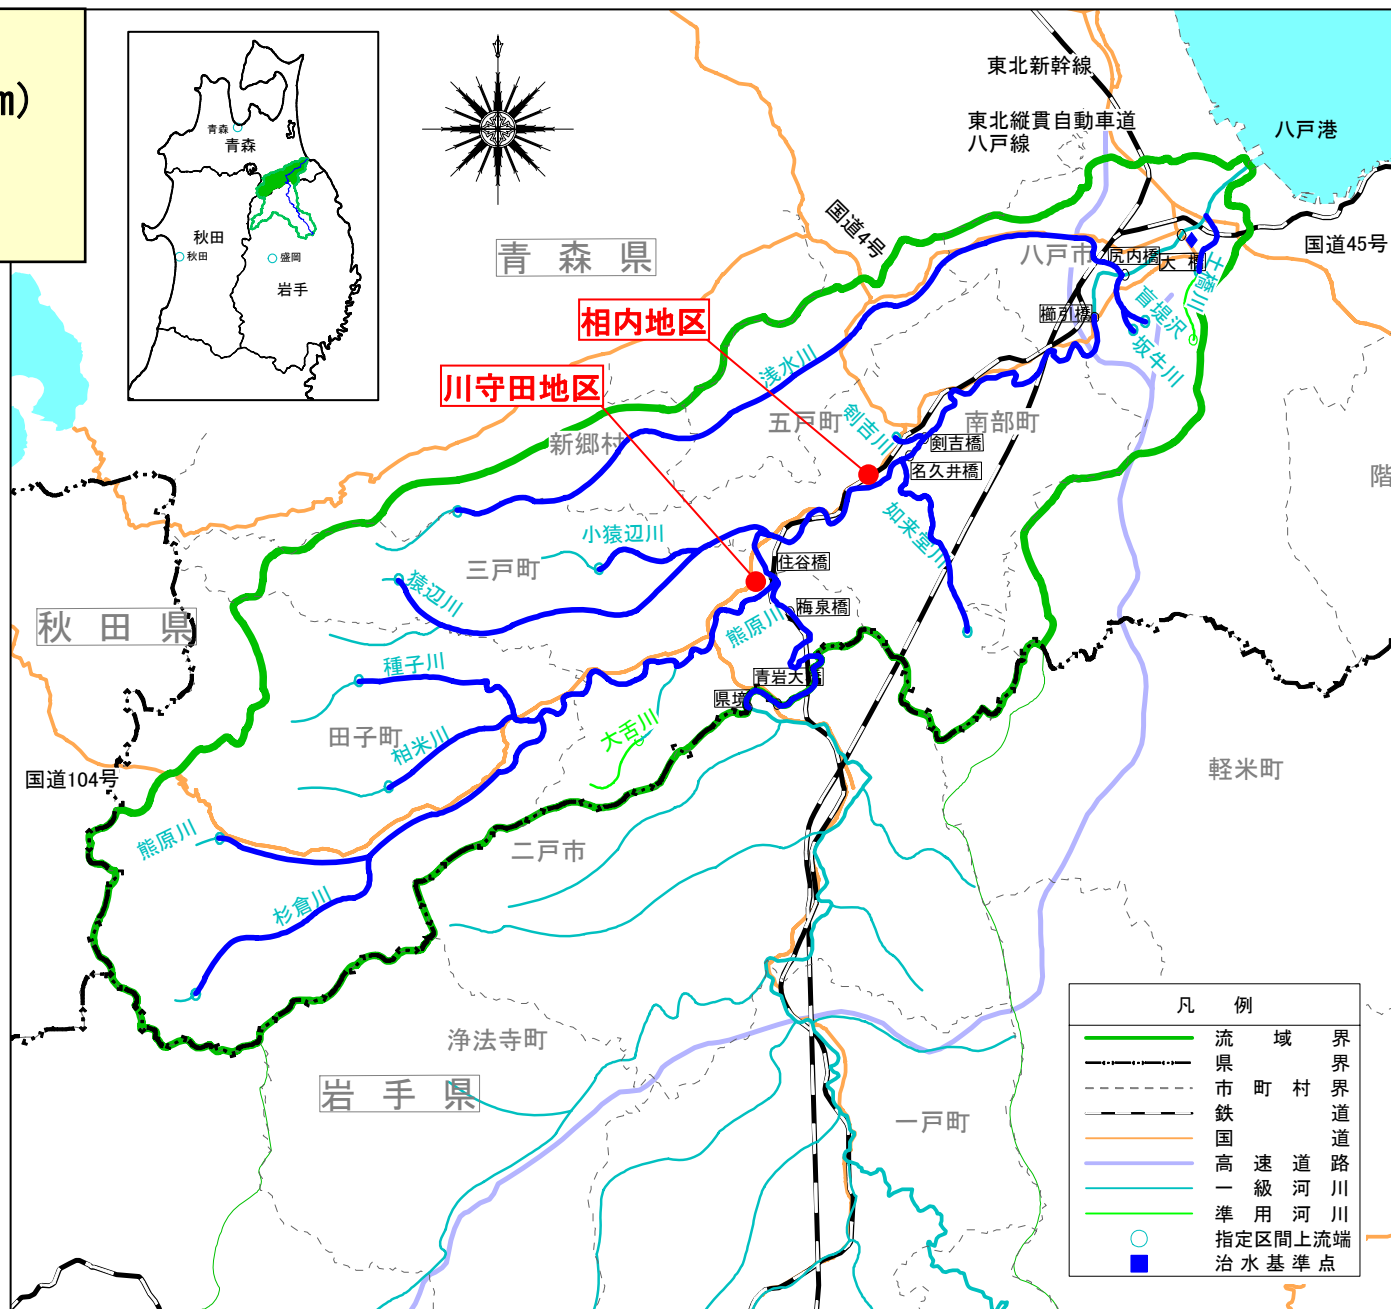 m)
青森
青森
秋田
秋田
盛岡
岩手
東北新幹線
東北縦貫自動車道
八戸線
八戸港
国道4号
国道45号
青森県
八戸市
尻内橋
大橋
土橋川
櫛引橋
盲堤沢
坂牛川
相内地区
川守田地区
浅水川
五戸町
剣吉川
南部町
剣吉橋
名久井橋
新郷村
階
如来堂川
小猿辺川
三戸町
住谷橋
猿辺川
梅泉橋
秋田県
熊原川
種子川
青岩大橋
県境
田子町
相米川
大舌川
国道104号
軽米町
熊原川
二戸市
杉倉川
浄法寺町
岩手県
一戸町
凡例
流域界
県界
市町村界
鉄道
国道
高速道路
一級河川
準用河川
指定区間上流端
治水基準点